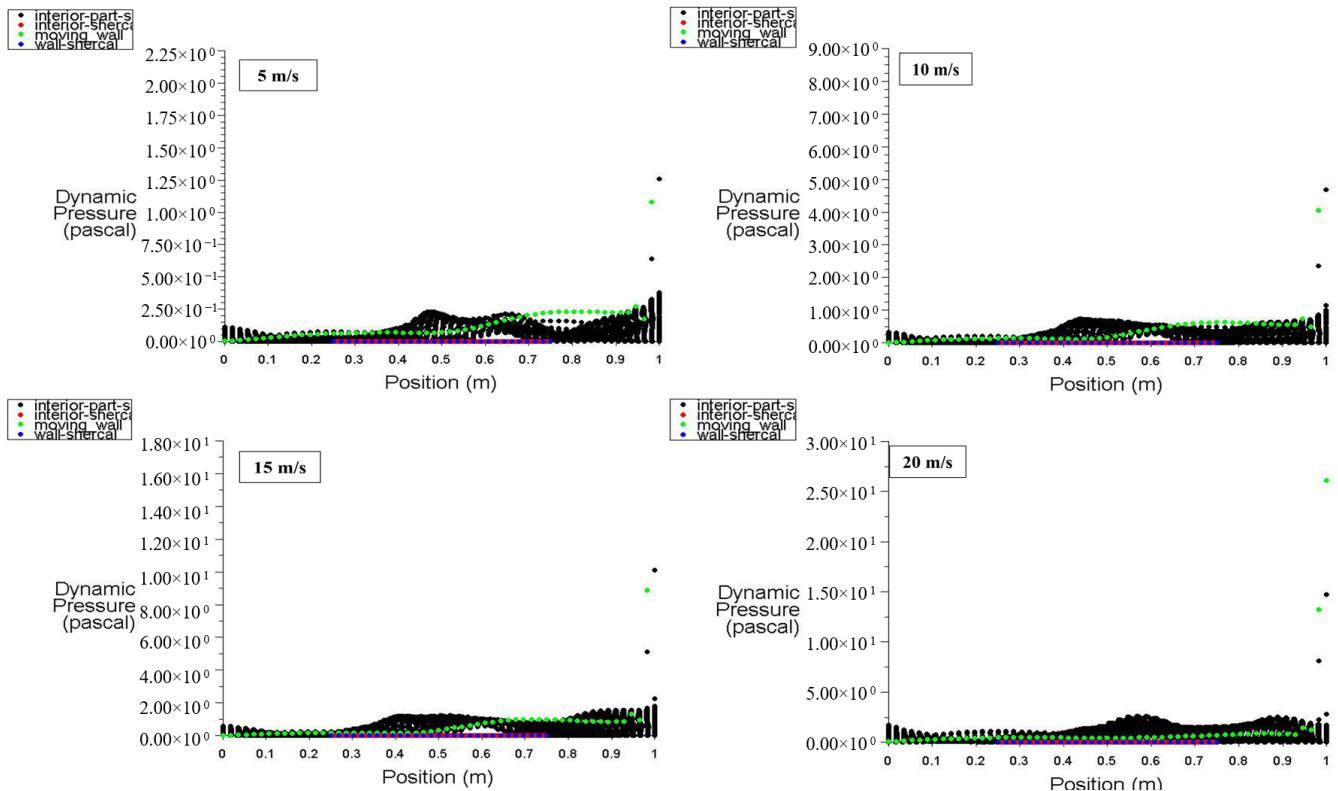 interior-part-s
interior-sherca
moving_wall
wall-shercal
5 m/s
2.25×10⁰
2.00×10⁰
1.75×10⁰
1.50×10⁰
1.25×10⁰
1.00×10⁰
7.50×10⁻¹
5.00×10⁻¹
2.50×10⁻¹
0.00×10⁰
Dynamic
Pressure
(pascal)
0 0.1 0.2 0.3 0.4 0.5 0.6 0.7 0.8 0.9 1
Position (m)
interior-part-s
interior-sherca
moving_wall
wall-shercal
10 m/s
9.00×10⁰
8.00×10⁰
7.00×10⁰
6.00×10⁰
5.00×10⁰
4.00×10⁰
3.00×10⁰
2.00×10⁰
1.00×10⁰
0.00×10⁰
Dynamic
Pressure
(pascal)
0 0.1 0.2 0.3 0.4 0.5 0.6 0.7 0.8 0.9 1
Position (m)
interior-part-s
interior-sherca
moving_wall
wall-shercal
15 m/s
1.80×10¹
1.60×10¹
1.40×10¹
1.20×10¹
1.00×10¹
8.00×10⁰
6.00×10⁰
4.00×10⁰
2.00×10⁰
0.00×10⁰
Dynamic
Pressure
(pascal)
0 0.1 0.2 0.3 0.4 0.5 0.6 0.7 0.8 0.9 1
Position (m)
interior-part-s
interior-sherca
moving_wall
wall-shercal
20 m/s
3.00×10¹
2.50×10¹
2.00×10¹
1.50×10¹
1.00×10¹
5.00×10⁰
0.00×10⁰
Dynamic
Pressure
(pascal)
0 0.1 0.2 0.3 0.4 0.5 0.6 0.7 0.8 0.9 1
Position (m)